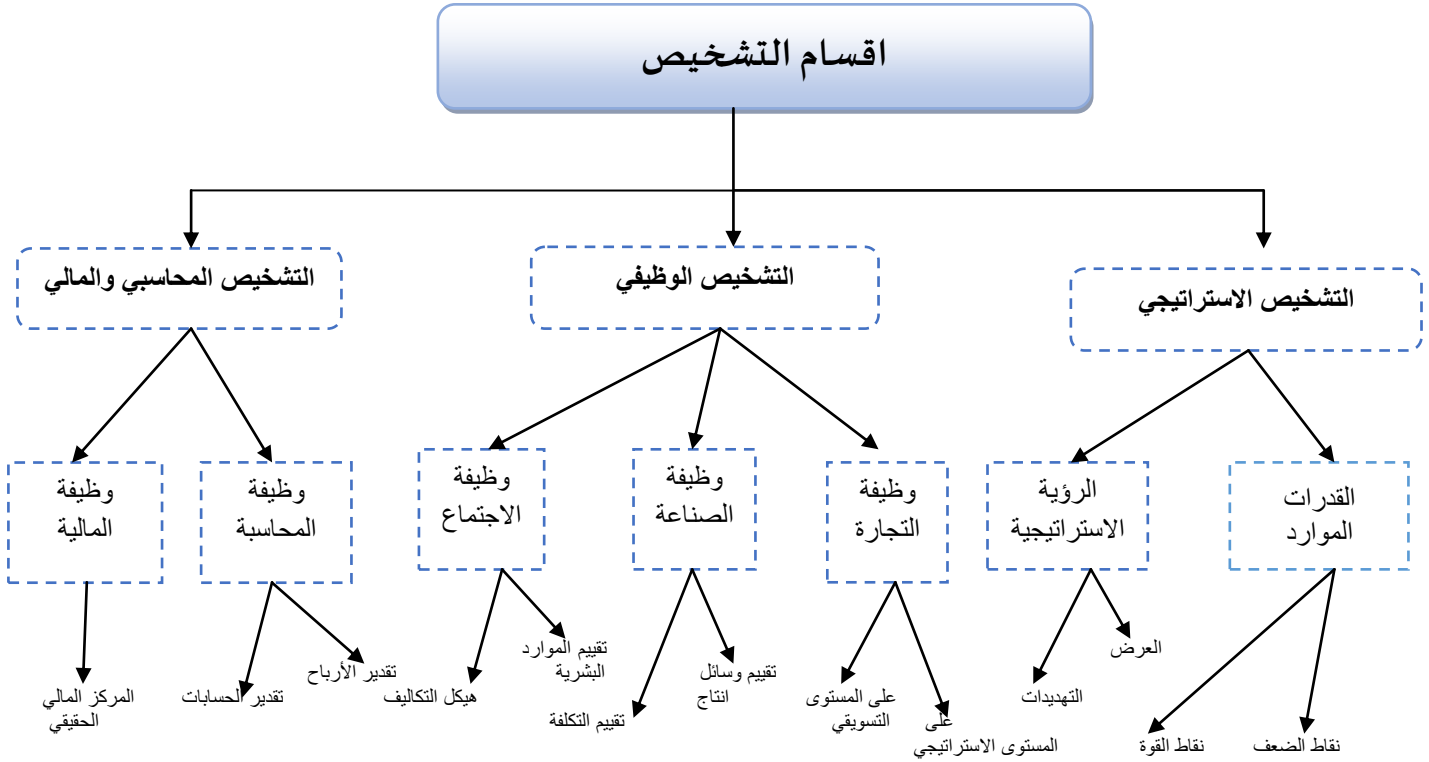 اقسام التشخيص
التشخيص الاستراتيجي
التشخيص الوظيفي
التشخيص المحاسبي والمالي
القدرات
الموارد
الرؤية
الاستراتيجية
وظيفة
التجارة
وظيفة
الصناعة
وظيفة
الاجتماع
وظيفة
المحاسبة
وظيفة
المالية
نقاط الضعف
نقاط القوة
العرض
التهديدات
على
المستوى الاستراتيجي
على المستوى
التسويقي
تقييم وسائل
انتاج
تقييم التكلفة
تقييم الموارد
البشرية
هيكل التكاليف
تقدير الأرباح
تقدير الحسابات
المركز المالي
الحقيقي